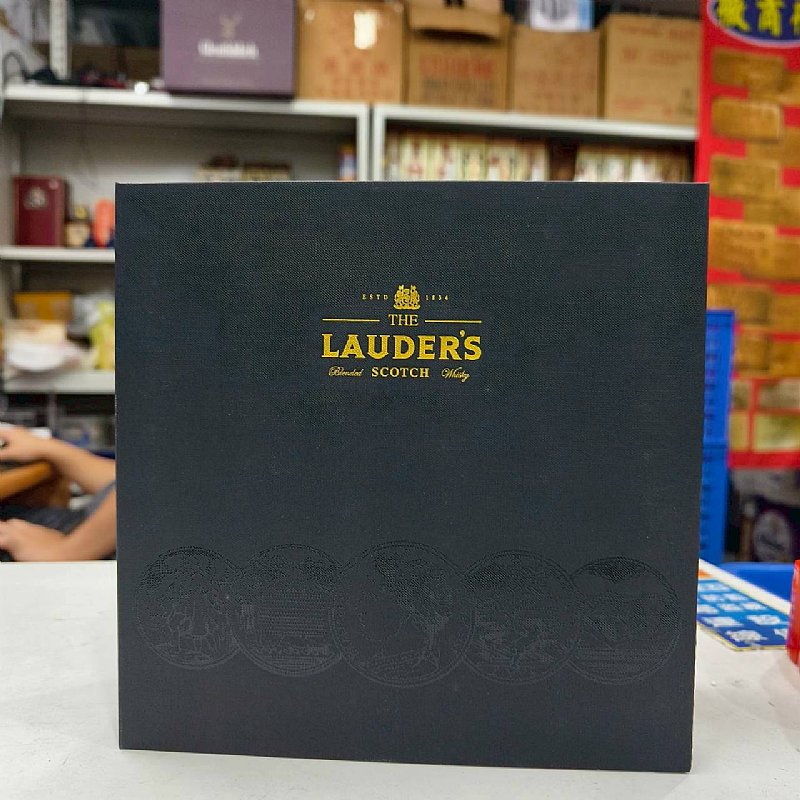 ESTD 1834
THE
LAUDER'S
Blended SCOTCH Whisky